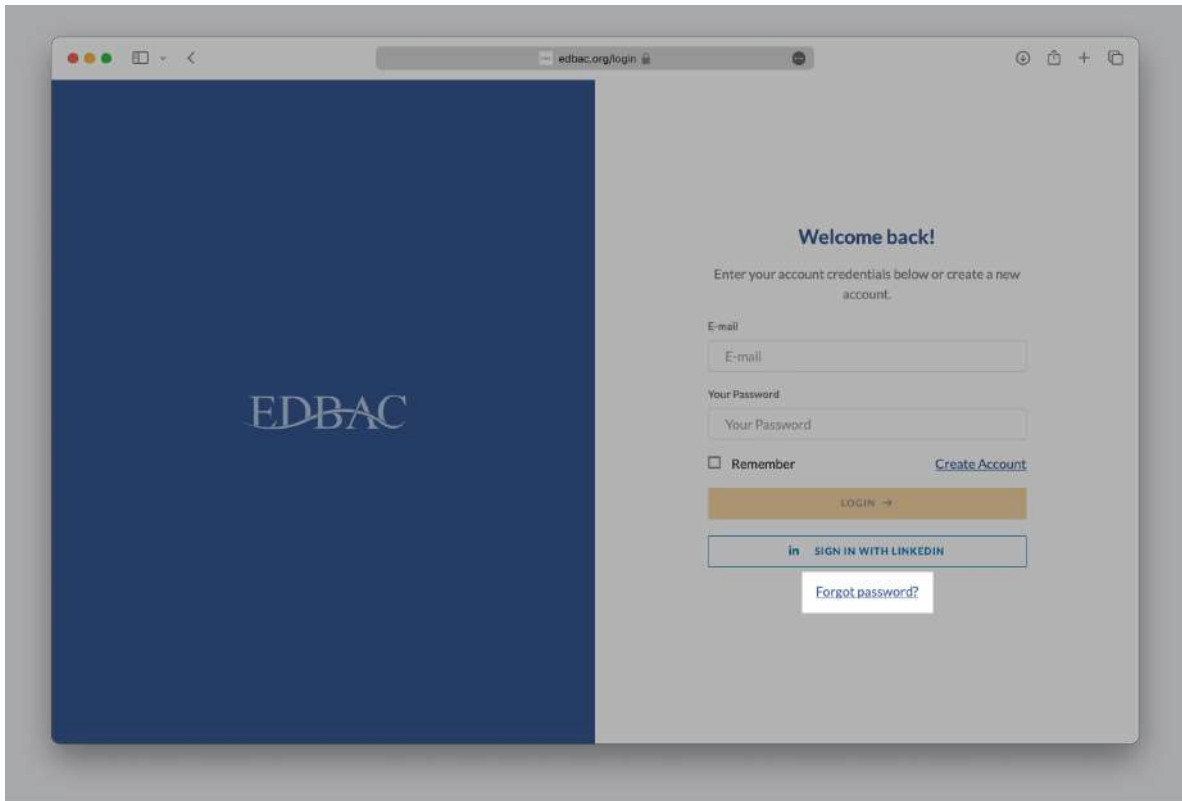 edbac.org/login
EDBAC
Welcome back!
Enter your account credentials below or create a new
account.
E-mail
E-mail
Your Password
Your Password
Remember
Create Account
LOGIN →
in SIGN IN WITH LINKEDIN
Forgot password?